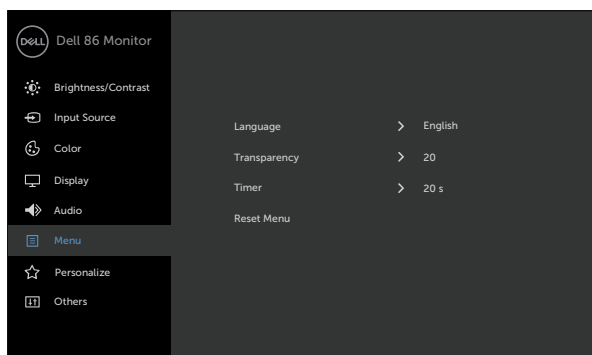 DELL Dell 86 Monitor
Brightness/Contrast
Input Source
Color
Display
Audio
Menu
Personalize
Others
Language > English
Transparency > 20
Timer > 20 s
Reset Menu